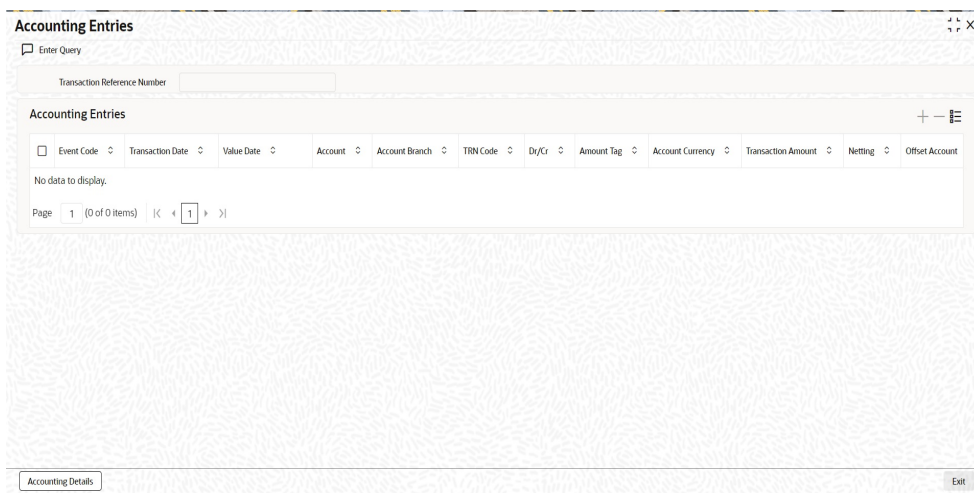 Accounting Entries
Enter Query
Transaction Reference Number
Accounting Entries
Event Code Transaction Date Value Date Account Account Branch TRN Code Dr/Cr Amount Tag Account Currency Transaction Amount Netting Offset Account
No data to display.
Page 1 (0 of 0 items) 1
Accounting Details Exit